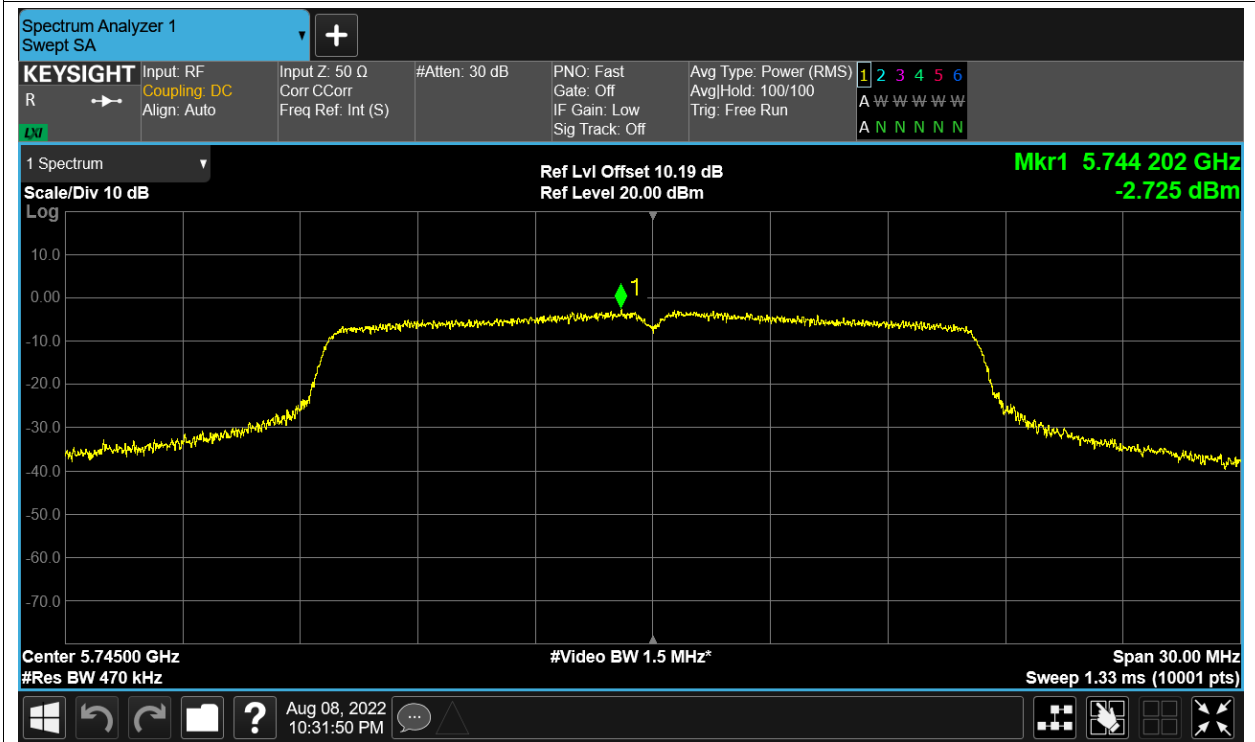 Spectrum Analyzer 1
Swept SA
+
KEYSIGHT
R
LXI
Input: RF
Coupling: DC
Align: Auto
Input Z: 50 Ω
Corr CCorr
Freq Ref: Int (S)
#Atten: 30 dB
PNO: Fast
Gate: Off
IF Gain: Low
Sig Track: Off
Avg Type: Power (RMS)
Avg|Hold: 100/100
Trig: Free Run
1 2 3 4 5 6
A W W W W W
A N N N N N
1 Spectrum
Scale/Div 10 dB
Log
Ref Lvl Offset 10.19 dB
Ref Level 20.00 dBm
Mkr1 5.744 202 GHz
-2.725 dBm
10.0
0.00
1
-10.0
-20.0
-30.0
-40.0
-50.0
-60.0
-70.0
Center 5.74500 GHz
#Res BW 470 kHz
#Video BW 1.5 MHz*
Span 30.00 MHz
Sweep 1.33 ms (10001 pts)
?
Aug 08, 2022
10:31:50 PM